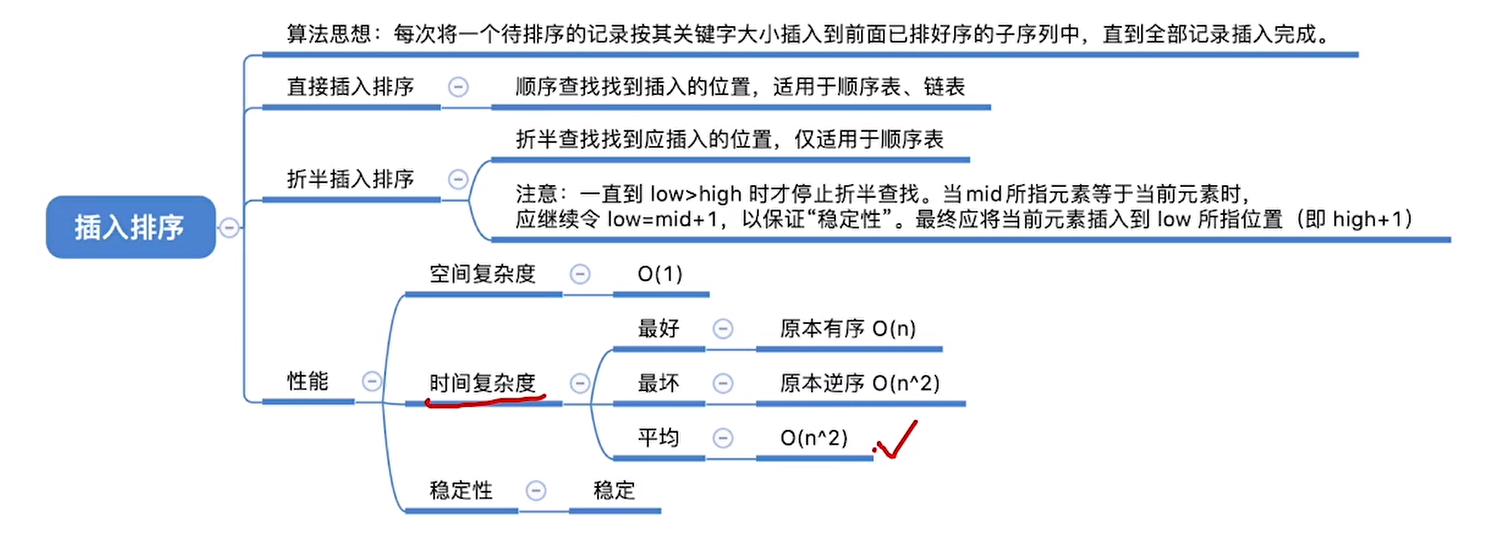 算法思想：每次将一个待排序的记录按其关键字大小插入到前面已排好序的子序列中，直到全部记录插入完成。
直接插入排序
顺序查找找到插入的位置，适用于顺序表、链表
折半插入排序
折半查找找到应插入的位置，仅适用于顺序表
注意：一直到 low>high 时才停止折半查找。当mid所指元素等于当前元素时，
应继续令 low=mid+1，以保证“稳定性”。最终应将当前元素插入到 low 所指位置（即 high+1）
插入排序
性能
空间复杂度
O(1)
时间复杂度
最好
原本有序 O(n)
最坏
原本逆序 O(n^2)
平均
O(n^2)
稳定性
稳定